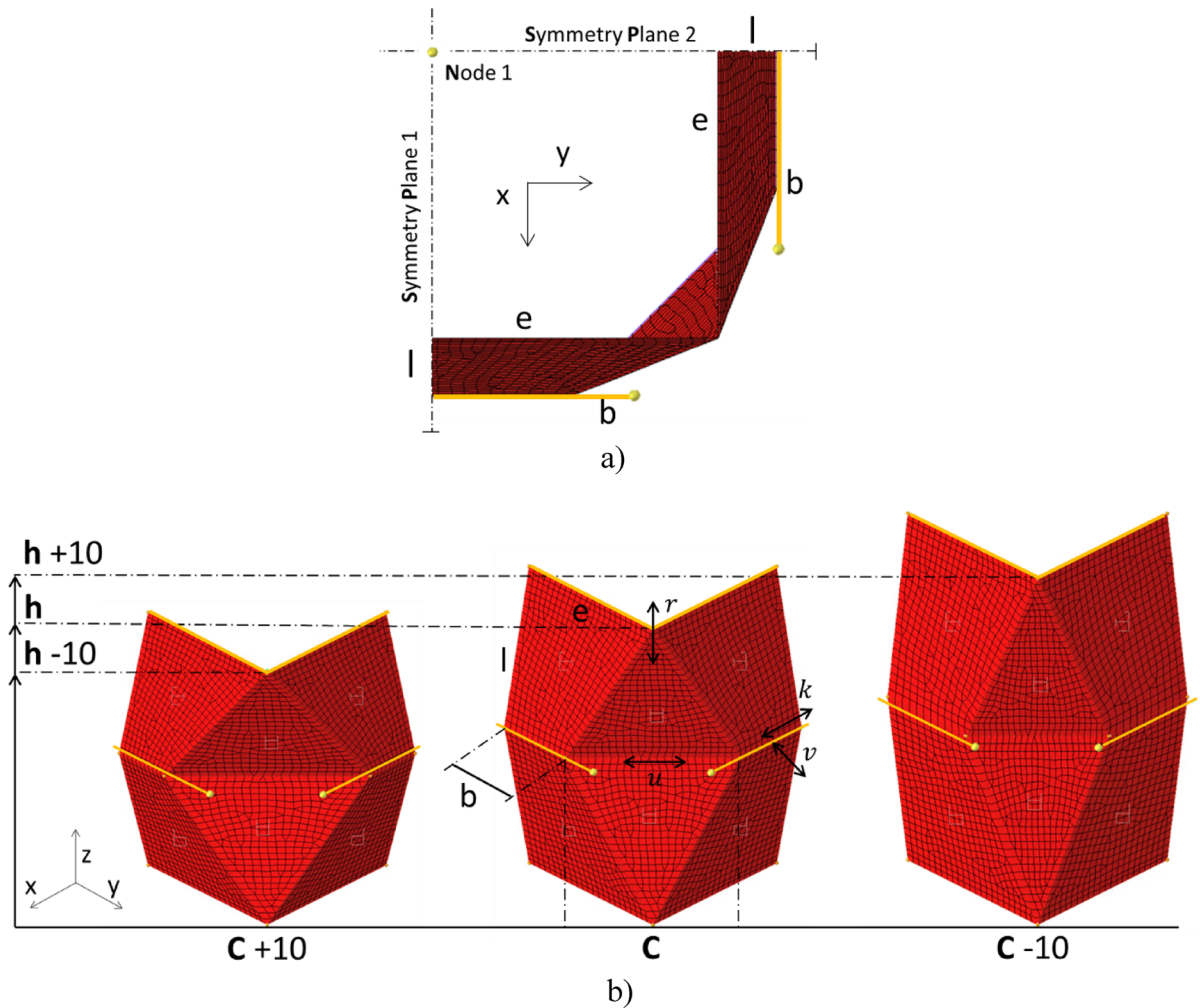 Symmetry Plane 2
l
Node 1
Symmetry Plane 1
e
y
x
b
e
l
b
a)
h +10
h
h -10
e
r
l
k
v
u
b
z
x
y
C +10
C
C -10
b)